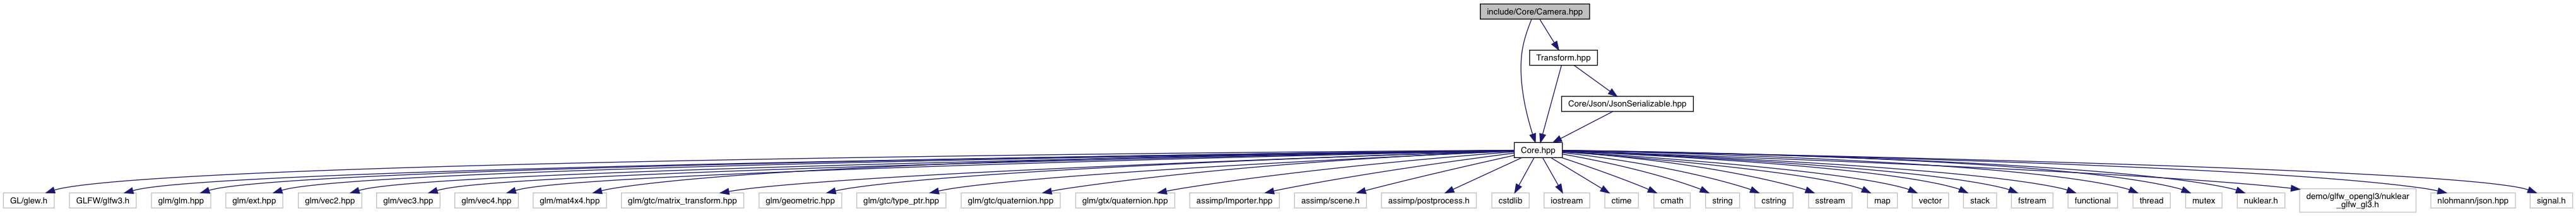 include/Core/Camera.hpp
Transform.hpp
Core/Json/JsonSerializable.hpp
Core.hpp
GL/glew.h
GLFW/glfw3.h
glm/glm.hpp
glm/ext.hpp
glm/vec2.hpp
glm/vec3.hpp
glm/vec4.hpp
glm/mat4x4.hpp
glm/gtc/matrix_transform.hpp
glm/geometric.hpp
glm/gtc/type_ptr.hpp
glm/gtc/quaternion.hpp
glm/gtx/quaternion.hpp
assimp/Importer.hpp
assimp/scene.h
assimp/postprocess.h
cstdlib
iostream
ctime
cmath
string
cstring
sstream
map
vector
stack
fstream
functional
thread
mutex
nuklear.h
demo/glfw_opengl3/nuklear
_glfw_gl3.h
nlohmann/json.hpp
signal.h